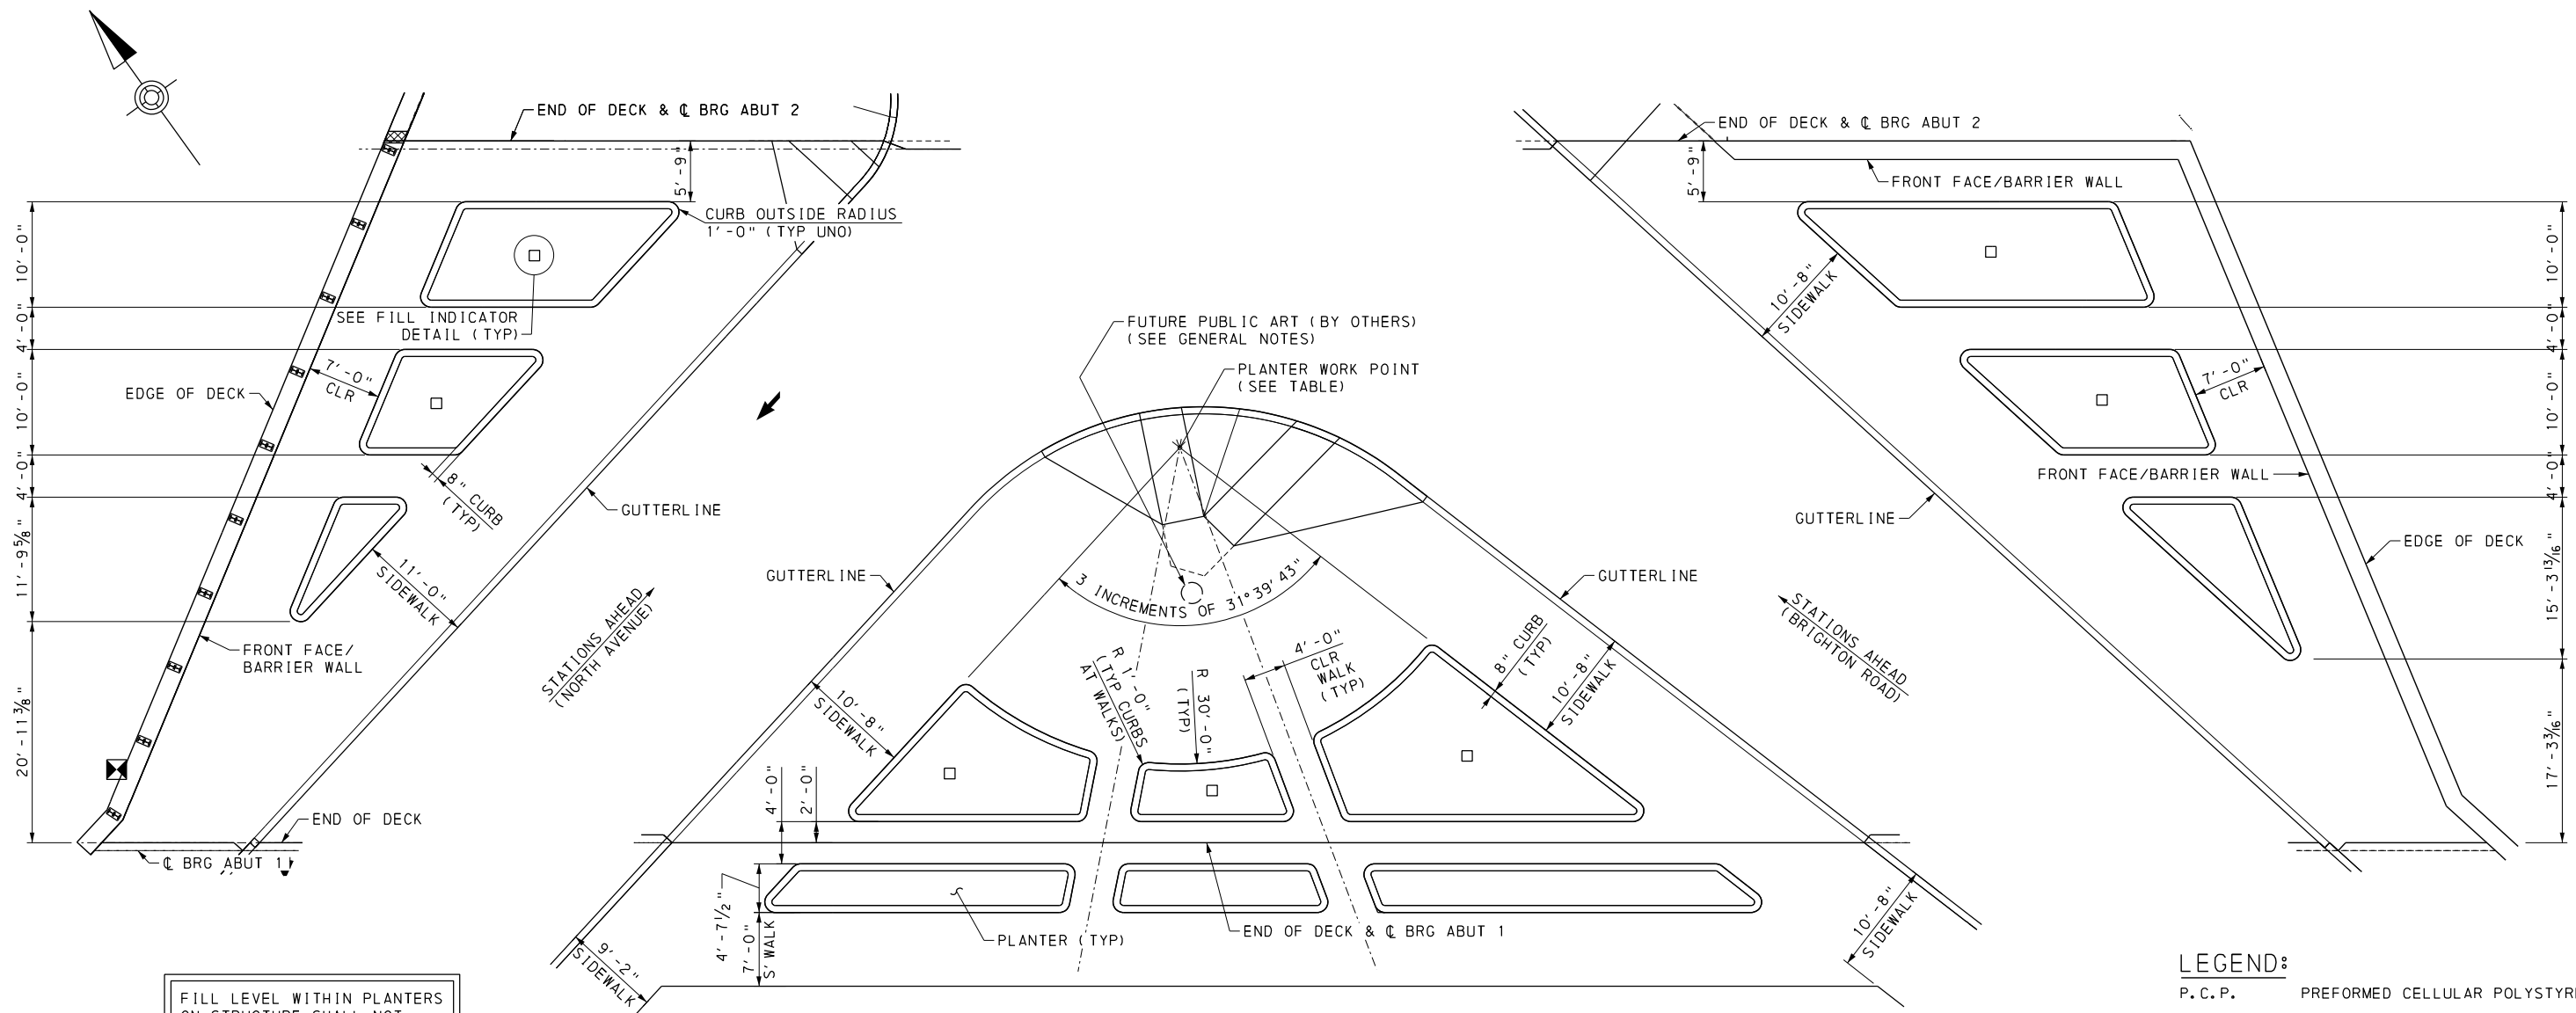 END OF DECK & ℄ BRG ABUT 2
5'-9"
CURB OUTSIDE RADIUS
1'-0" (TYP UNO)
10'-0"
4'-0"
10'-0"
4'-0"
11'-9⅝"
20'-11⅜"
SEE FILL INDICATOR
DETAIL (TYP)
7'-0"
CLR
EDGE OF DECK
8" CURB
(TYP)
GUTTERLINE
11'-0"
SIDEWALK
FRONT FACE/
BARRIER WALL
END OF DECK
℄ BRG ABUT 1
STATIONS AHEAD
(NORTH AVENUE)
FUTURE PUBLIC ART (BY OTHERS)
(SEE GENERAL NOTES)
PLANTER WORK POINT
(SEE TABLE)
GUTTERLINE
GUTTERLINE
3 INCREMENTS OF 31°39'43"
10'-8"
SIDEWALK
R 1'-0"
(TYP CURBS
AT WALKS)
R 30'-0"
(TYP)
4'-0"
CLR
WALK
(TYP)
8" CURB
(TYP)
10'-8"
SIDEWALK
4'-0"
2'-0"
4'-7½"
7'-0"
S'WALK
9'-2"
SIDEWALK
PLANTER (TYP)
END OF DECK & ℄ BRG ABUT 1
10'-8"
SIDEWALK
STATIONS AHEAD
(BRIGHTON ROAD)
END OF DECK & ℄ BRG ABUT 2
5'-9"
FRONT FACE/BARRIER WALL
10'-8"
SIDEWALK
7'-0"
CLR
FRONT FACE/BARRIER WALL
GUTTERLINE
EDGE OF DECK
10'-0"
4'-0"
10'-0"
4'-0"
15'-3 13/16"
17'-3 3/16"
FILL LEVEL WITHIN PLANTERS
ON STRUCTURE SHALL NOT
LEGEND:
P.C.P. PREFORMED CELLULAR POLYSTYR